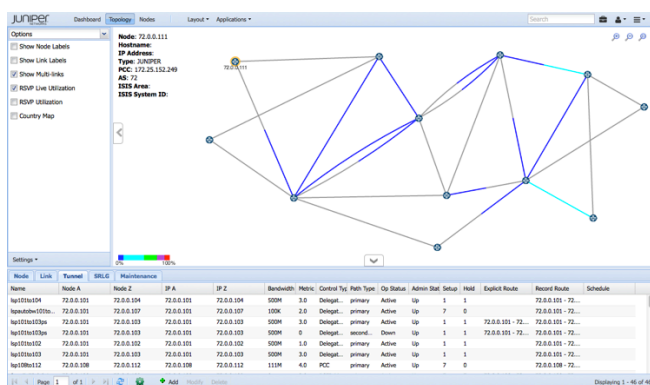 JUNIPER
NETWORKS
Dashboard Topology Nodes Layout Applications
Search
Options
Show Node Labels
Show Link Labels
Show Multi-links
RSVP Live Utilization
RSVP Utilization
Country Map
Settings
Node: 72.0.0.111
Hostname:
IP Address:
Type: JUNIPER
PCC: 172.25.152.249
AS: 72
ISIS Area:
ISIS System ID:
72.0.0.111
0% 100%
Node Link Tunnel SRLG Maintenance
Name Node A Node Z IP A IP Z Bandwidth Metric Control Typ Path Type Op Status Admin Stat Setup Hold Explicit Route Record Route Schedule
lsp101to104 72.0.0.101 72.0.0.104 72.0.0.101 72.0.0.104 500M 3.0 Delegat... primary Active Up 1 1 72.0.0.101 - 72....
lspautobw101to... 72.0.0.101 72.0.0.107 72.0.0.101 72.0.0.107 100K 2.0 Delegat... primary Active Up 7 0 72.0.0.101 - 72....
lsp101to103ps 72.0.0.101 72.0.0.103 72.0.0.101 72.0.0.103 500M 3.0 Delegat... primary Active Up 1 1 72.0.0.101 - 72.... 72.0.0.101 - 72....
lsp101to103ps 72.0.0.101 72.0.0.103 72.0.0.101 72.0.0.103 500M 0 Delegat... second... Down Up 1 1 72.0.0.101 - 72.... 72.0.0.101 - 72....
lsp101to102 72.0.0.101 72.0.0.102 72.0.0.101 72.0.0.102 500M 1.0 Delegat... primary Active Up 1 1 72.0.0.101 - 72....
lsp101to103 72.0.0.101 72.0.0.103 72.0.0.101 72.0.0.103 500M 3.0 Delegat... primary Active Up 1 1 72.0.0.101 - 72....
lsp108to112 72.0.0.108 72.0.0.112 72.0.0.108 72.0.0.112 111M 4.0 PCC primary Active Up 7 0 72.0.0.108 - 72....
Page 1 of 1 Add Modify Delete Displaying 1 - 46 of 46